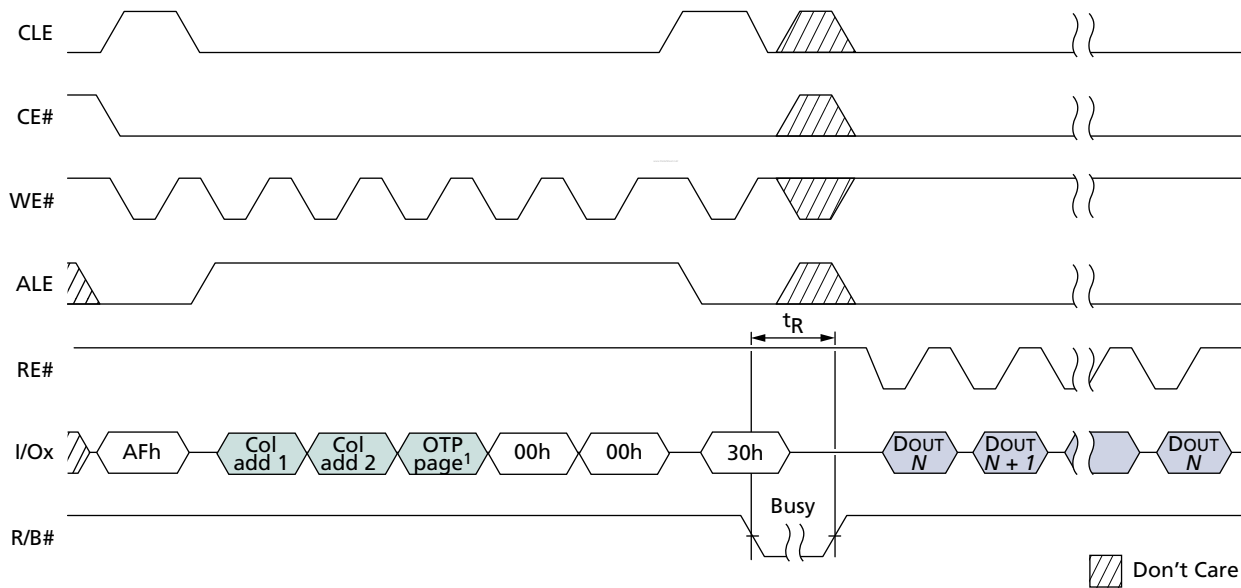 CLE
CE#
WE#
ALE
tR
RE#
I/Ox
AFh
Col
add 1
Col
add 2
OTP
page1
00h
00h
30h
DOUT
N
DOUT
N + 1
DOUT
N
Busy
R/B#
Don't Care